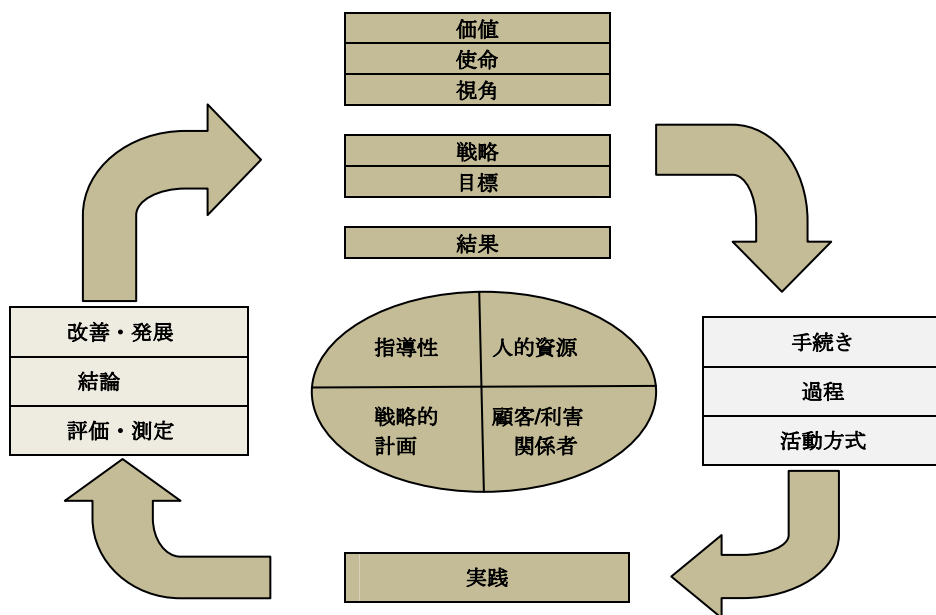 価値
使命
視角
戦略
目標
結果
改善・発展
結論
評価・測定
指導性
人的資源
戦略的
計画
顧客/利害
関係者
手続き
過程
活動方式
実践